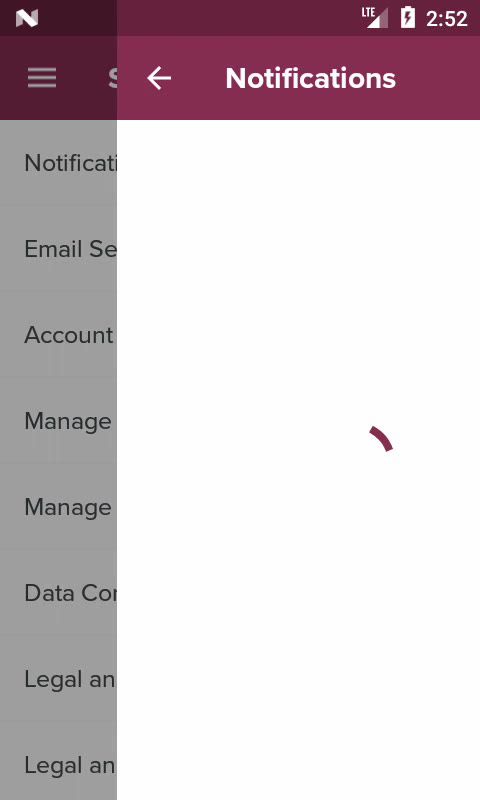 LTE 2:52
S Notifications
Notificati
Email Se
Account
Manage
Manage
Data Cor
Legal an
Legal an